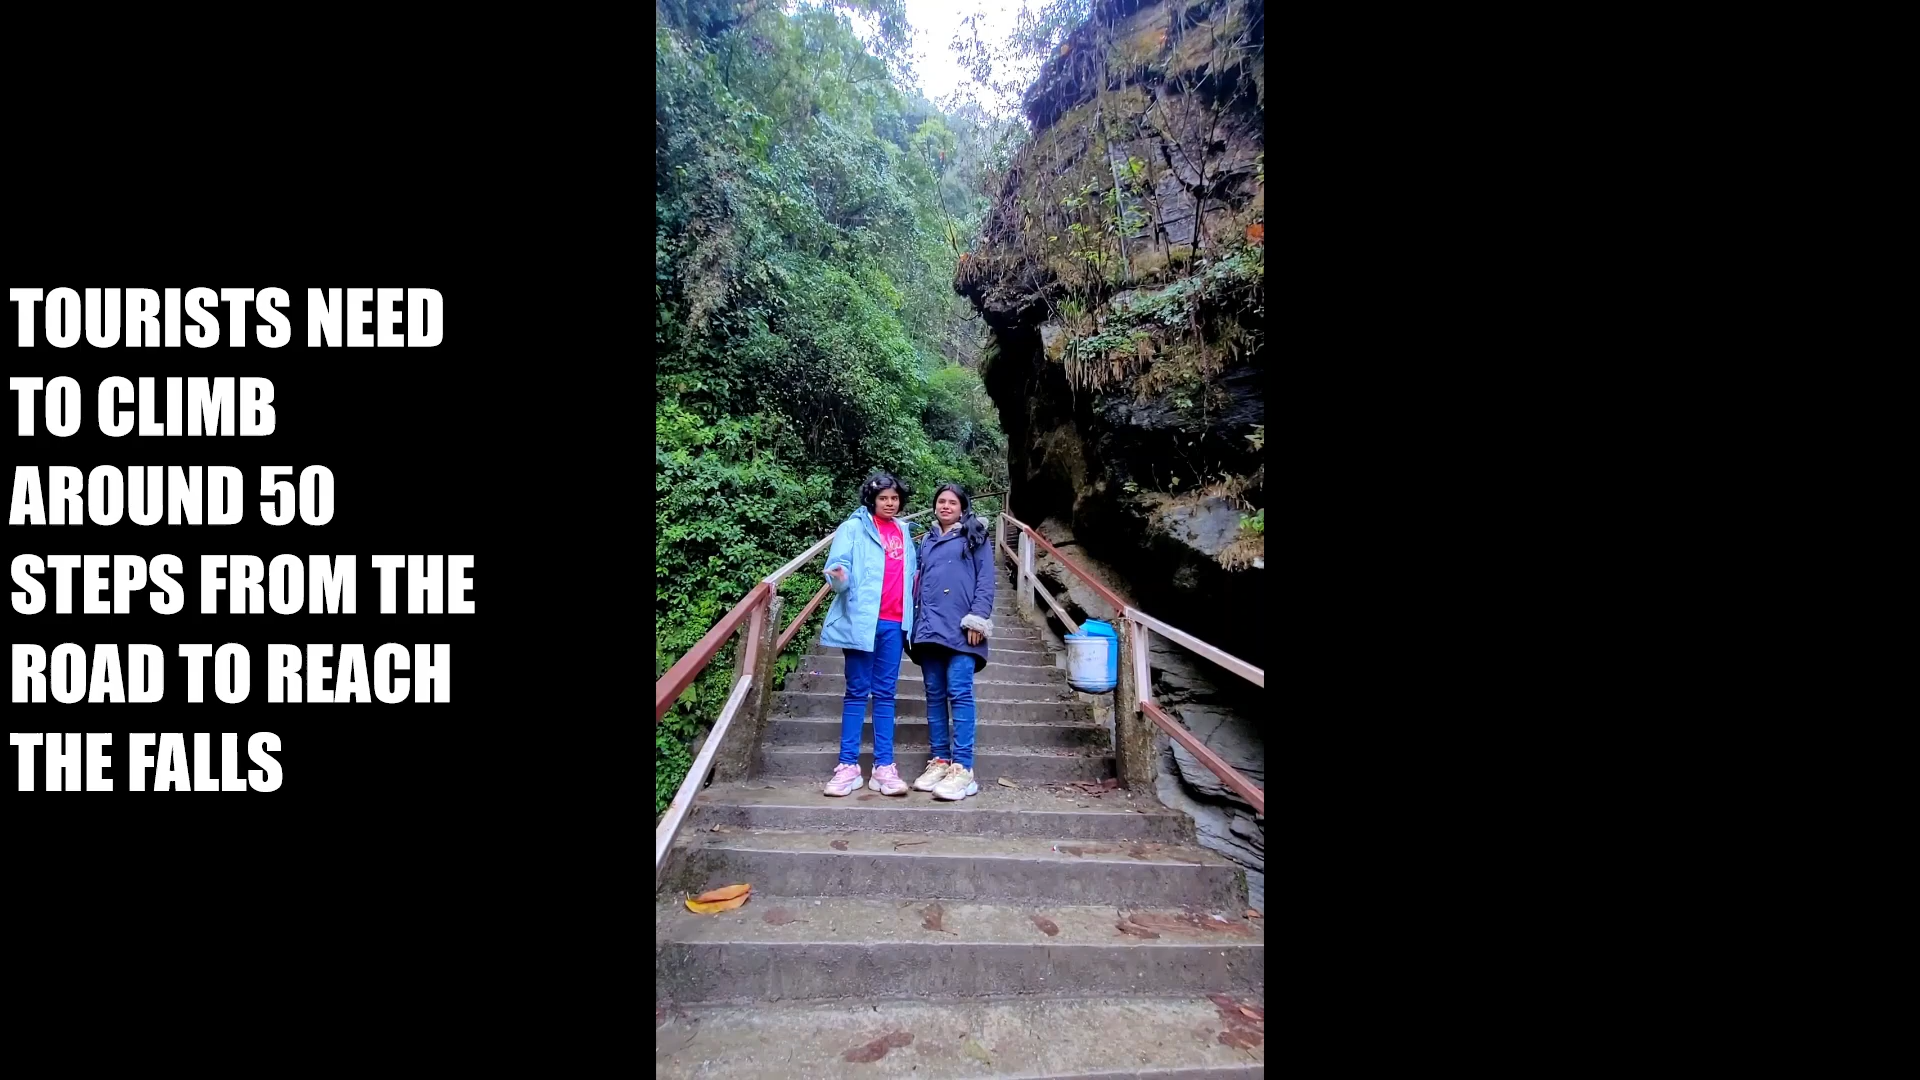 TOURISTS NEED
TO CLIMB
AROUND 50
STEPS FROM THE
ROAD TO REACH
THE FALLS